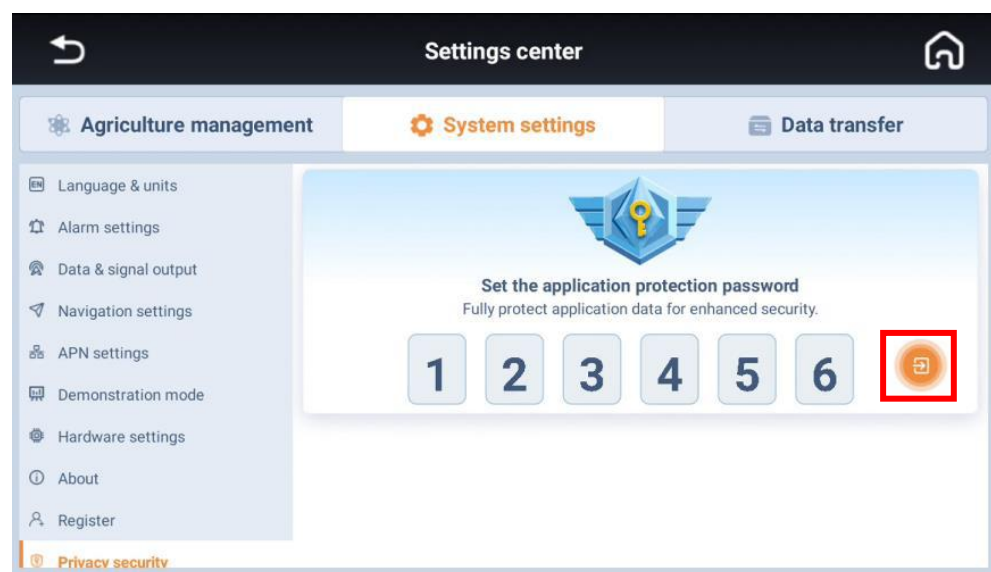 Settings center
Agriculture management
System settings
Data transfer
EN Language & units
Alarm settings
Data & signal output
Navigation settings
APN settings
Demonstration mode
Hardware settings
About
Register
Privacy security
Set the application protection password
Fully protect application data for enhanced security.
1 2 3 4 5 6